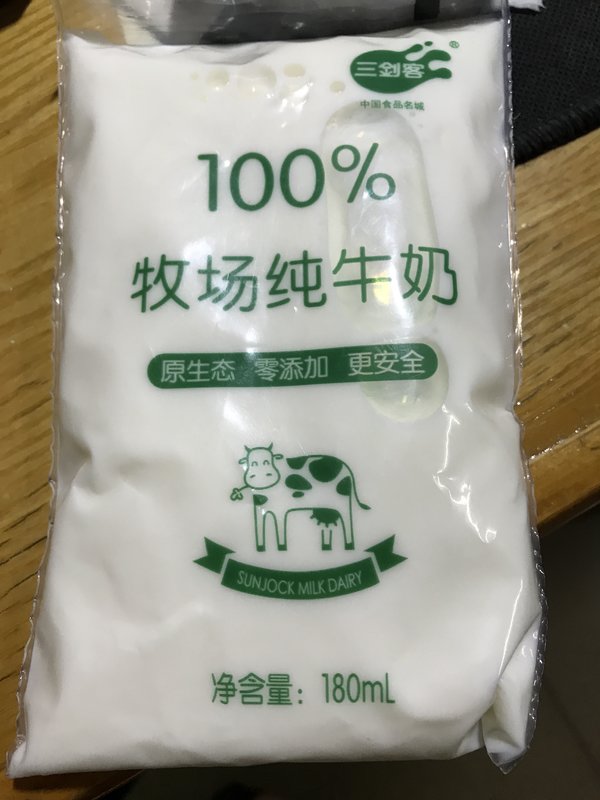 三剑客®
中国食品名城
100%
牧场纯牛奶
原生态 零添加 更安全
SUNJOCK MILK DAIRY
净含量：180mL